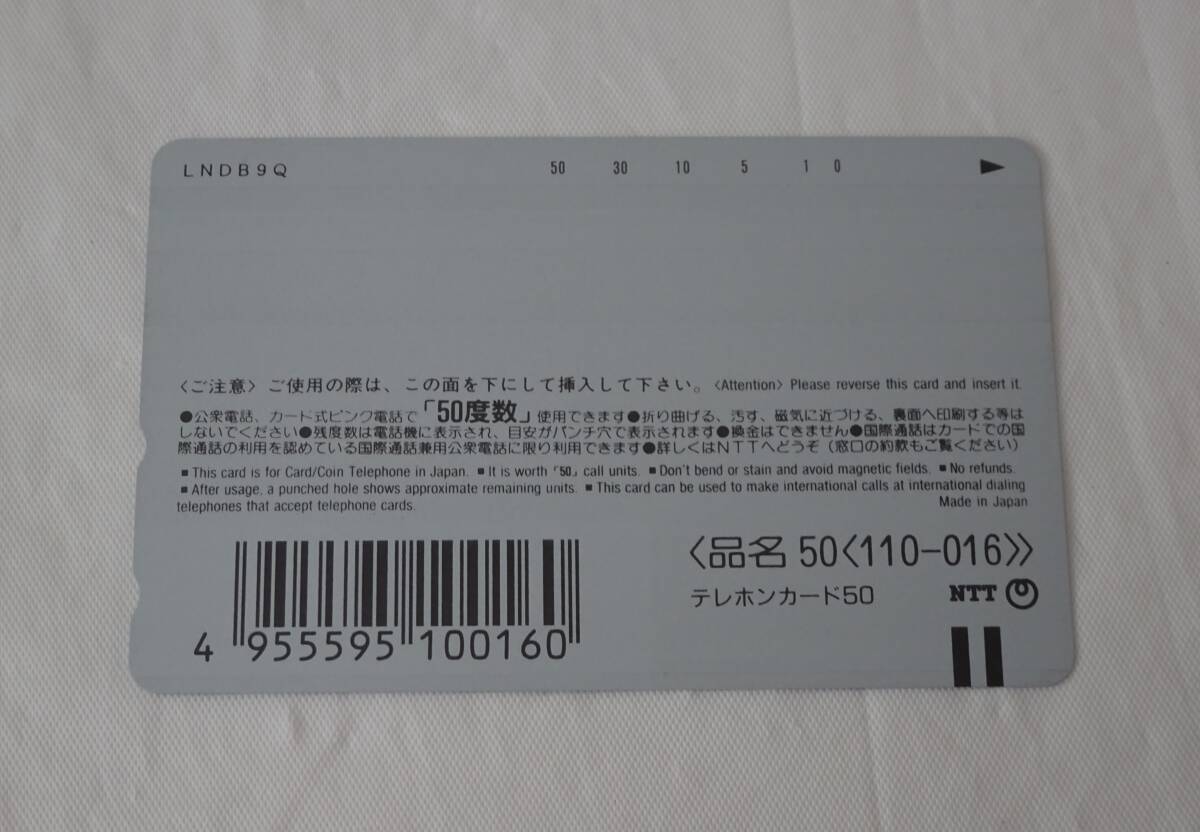 LNDB9Q 50 30 10 5 1 0
〈ご注意〉ご使用の際は、この面を下にして挿入して下さい。〈Attention〉 Please reverse this card and insert it.
●公衆電話、カード式ピンク電話で「50度数」使用できます●折り曲げる、汚す、磁気に近づける、裏面へ印刷する等は
しないでください●残度数は電話機に表示され、目安がパンチ穴で表示されます●換金はできません●国際通話はカードでの国
際通話の利用を認めている国際通話兼用公衆電話に限り利用できます●詳しくはNTTへどうぞ（窓口の約款もご覧ください）
■ This card is for Card/Coin Telephone in Japan. ■ It is worth「50」call units. ■ Don't bend or stain and avoid magnetic fields. ■ No refunds.
■ After usage, a punched hole shows approximate remaining units. ■ This card can be used to make international calls at international dialing
telephones that accept telephone cards. Made in Japan
〈品名 50〈110-016〉〉
テレホンカード50 NTT
4 955595 100160